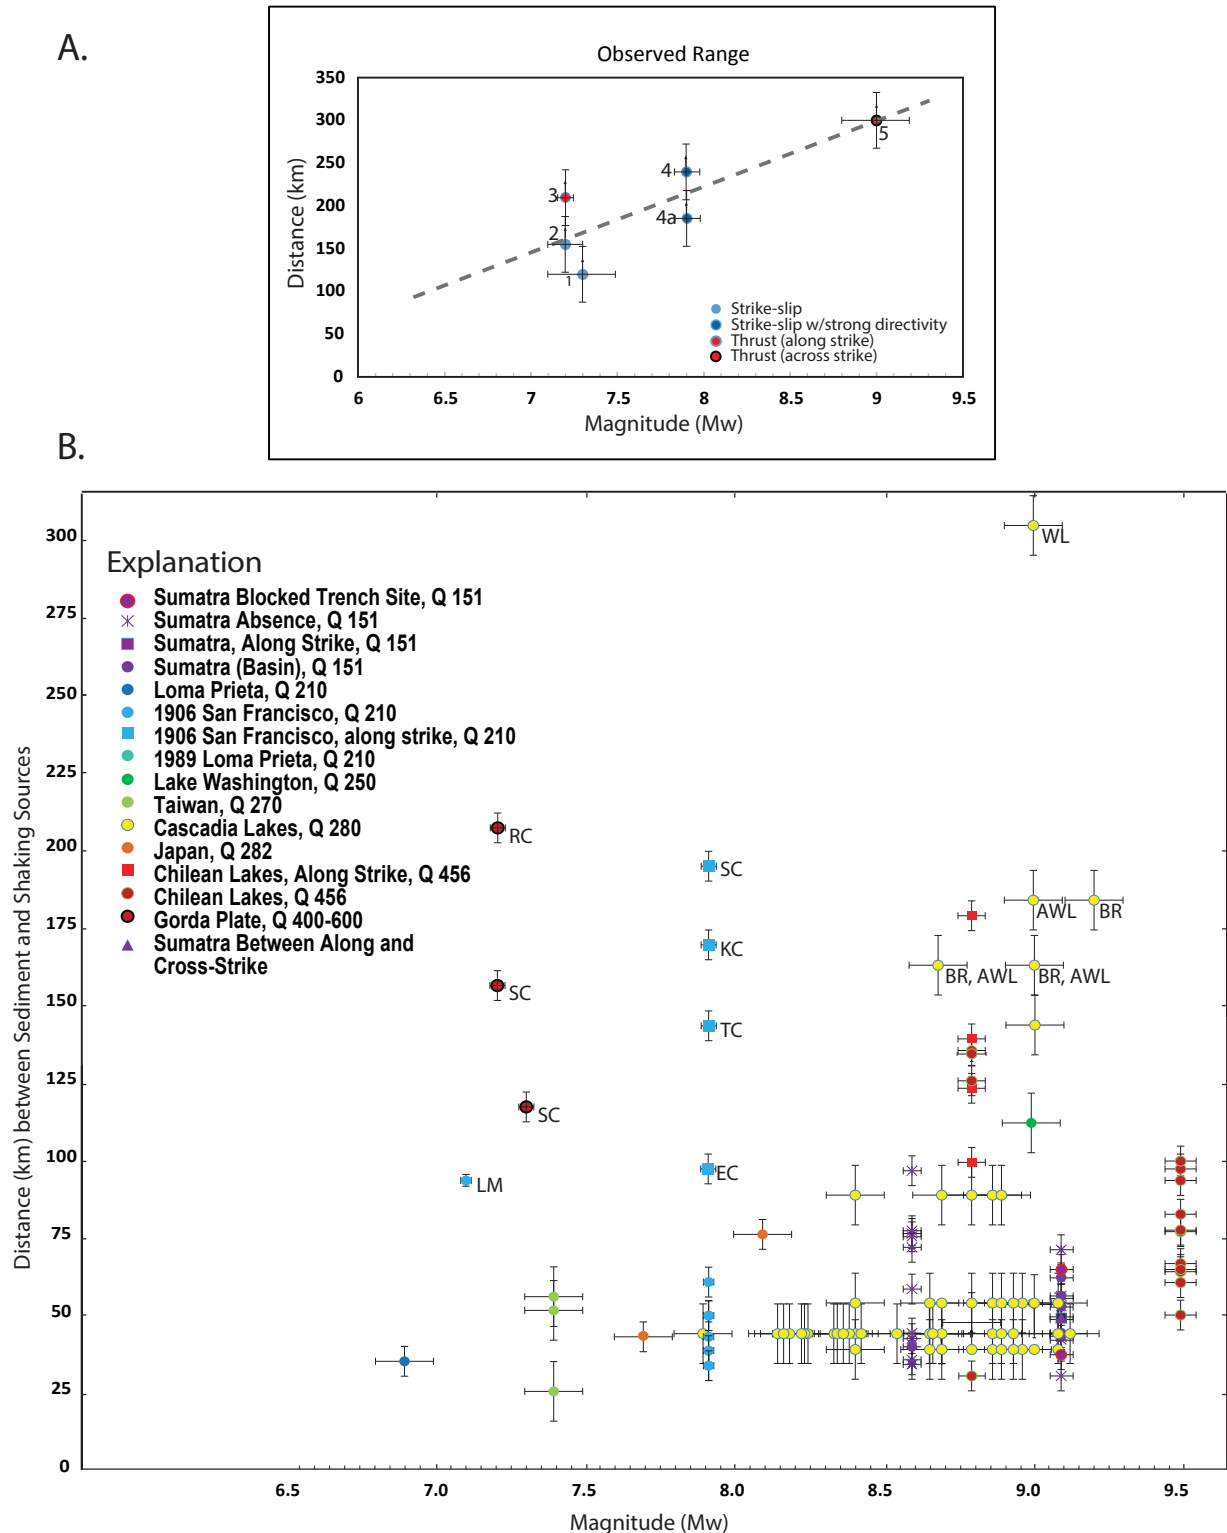 A.
Observed Range
350
300
250
200
150
100
50
0
Distance (km)
1
2
3
4
4a
5
Strike-slip
Strike-slip w/strong directivity
Thrust (along strike)
Thrust (across strike)
6 6.5 7 7.5 8 8.5 9 9.5
Magnitude (Mw)
B.
Distance (km) between Sediment and Shaking Sources
300
275
250
225
200
175
150
125
100
75
50
25
0
Explanation
Sumatra Blocked Trench Site, Q 151
Sumatra Absence, Q 151
Sumatra, Along Strike, Q 151
Sumatra (Basin), Q 151
Loma Prieta, Q 210
1906 San Francisco, Q 210
1906 San Francisco, along strike, Q 210
1989 Loma Prieta, Q 210
Lake Washington, Q 250
Taiwan, Q 270
Cascadia Lakes, Q 280
Japan, Q 282
Chilean Lakes, Along Strike, Q 456
Chilean Lakes, Q 456
Gorda Plate, Q 400-600
Sumatra Between Along and
Cross-Strike
WL
RC
SC
AWL
BR
KC
BR, AWL
BR, AWL
SC
TC
SC
LM
EC
6.5 7.0 7.5 8.0 8.5 9.0 9.5
Magnitude (Mw)